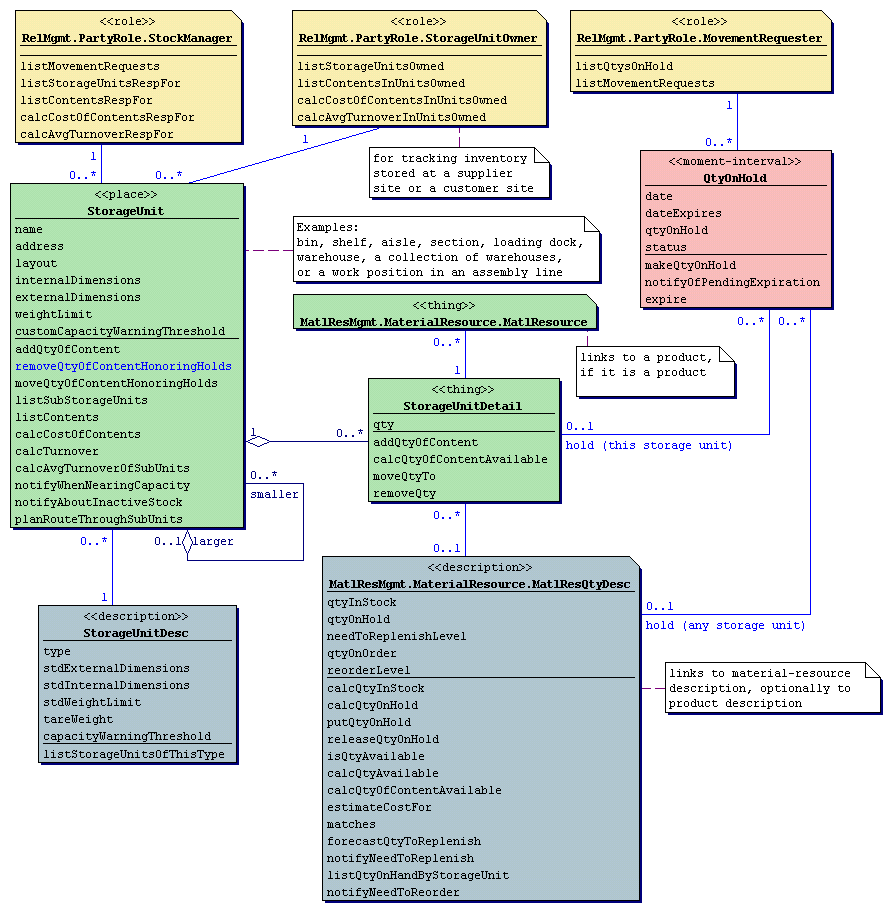 <<role>>
RelMgmt.PartyRole.StockManager
listMovementRequests
listStorageUnitsRespFor
listContentsRespFor
calcCostOfContentsRespFor
calcAvgTurnoverRespFor
<<role>>
RelMgmt.PartyRole.StorageUnitOwner
listStorageUnitsOwned
listContentsInUnitsOwned
calcCostOfContentsInUnitsOwned
calcAvgTurnoverInUnitsOwned
<<role>>
RelMgmt.PartyRole.MovementRequester
listQtysOnHold
listMovementRequests
1
0..*
1
0..*
1
0..*
for tracking inventory
stored at a supplier
site or a customer site
<<place>>
StorageUnit
name
address
layout
internalDimensions
externalDimensions
weightLimit
customCapacityWarningThreshold
addQtyOfContent
removeQtyOfContentHonoringHolds
moveQtyOfContentHonoringHolds
listSubStorageUnits
listContents
calcCostOfContents
calcTurnover
calcAvgTurnoverOfSubUnits
notifyWhenNearingCapacity
notifyAboutInactiveStock
planRouteThroughSubUnits
Examples:
bin, shelf, aisle, section, loading dock,
warehouse, a collection of warehouses,
or a work position in an assembly line
<<moment-interval>>
QtyOnHold
date
dateExpires
qtyOnHold
status
makeQtyOnHold
notifyOfPendingExpiration
expire
<<thing>>
MatlResMgmt.MaterialResource.MatlResource
0..*
1
links to a product,
if it is a product
0..*
0..*
<<thing>>
StorageUnitDetail
qty
addQtyOfContent
calcQtyOfContentAvailable
moveQtyTo
removeQty
1
0..*
0..1
hold (this storage unit)
0..*
smaller
0..1
larger
0..*
1
0..*
0..1
<<description>>
StorageUnitDesc
type
stdExternalDimensions
stdInternalDimensions
stdWeightLimit
tareWeight
capacityWarningThreshold
listStorageUnitsOfThisType
<<description>>
MatlResMgmt.MaterialResource.MatlResQtyDesc
qtyInStock
qtyOnHold
needToReplenishLevel
qtyOnOrder
reorderLevel
calcQtyInStock
calcQtyOnHold
putQtyOnHold
releaseQtyOnHold
isQtyAvailable
calcQtyAvailable
calcQtyOfContentAvailable
estimateCostFor
matches
forecastQtyToReplenish
notifyNeedToReplenish
listQtyOnHandByStorageUnit
notifyNeedToReorder
0..1
hold (any storage unit)
links to material-resource
description, optionally to
product description